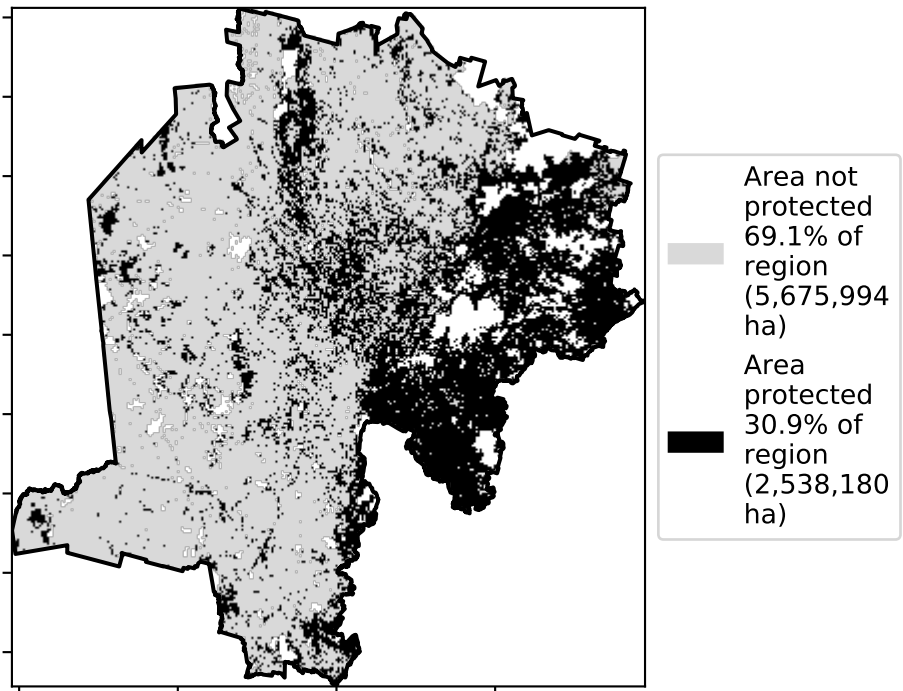 Area not
protected
69.1% of
region
(5,675,994
ha)
Area
protected
30.9% of
region
(2,538,180
ha)